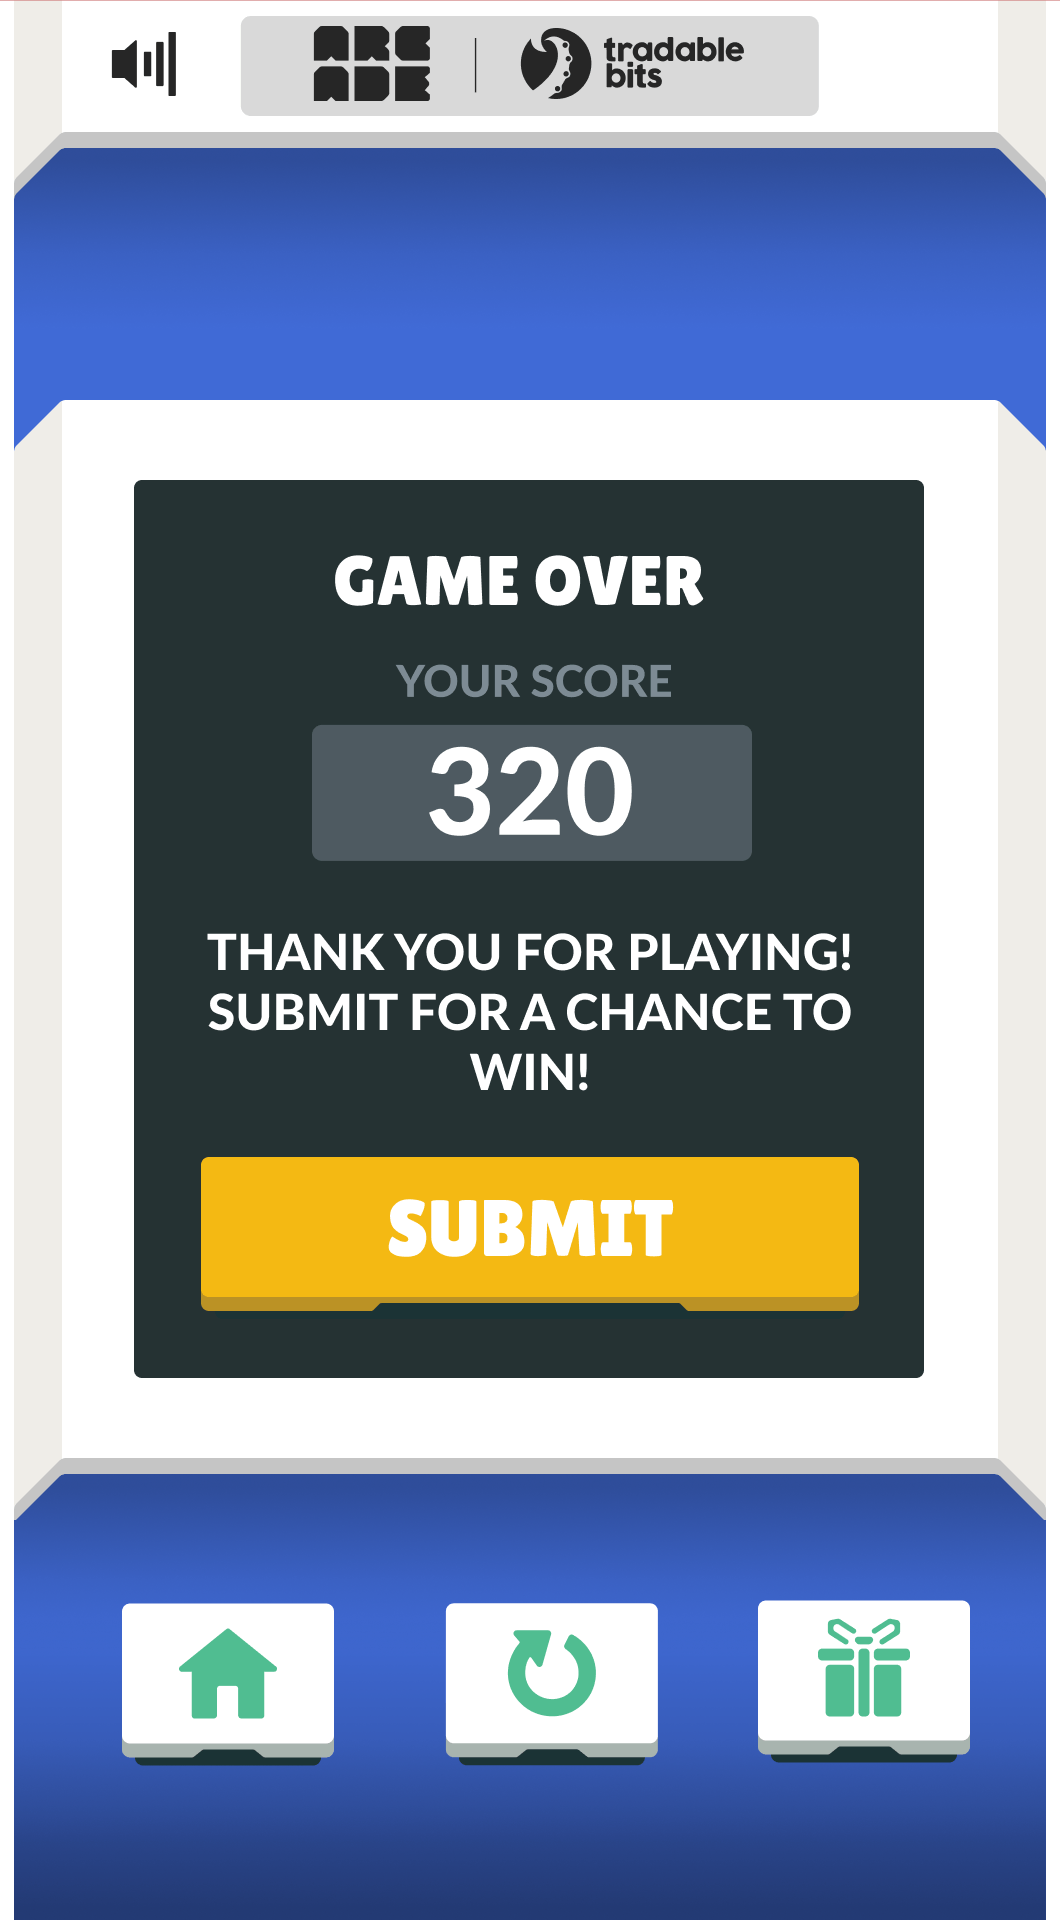 ARC
ADE
tradable
bits
GAME OVER
YOUR SCORE
320
THANK YOU FOR PLAYING!
SUBMIT FOR A CHANCE TO
WIN!
SUBMIT